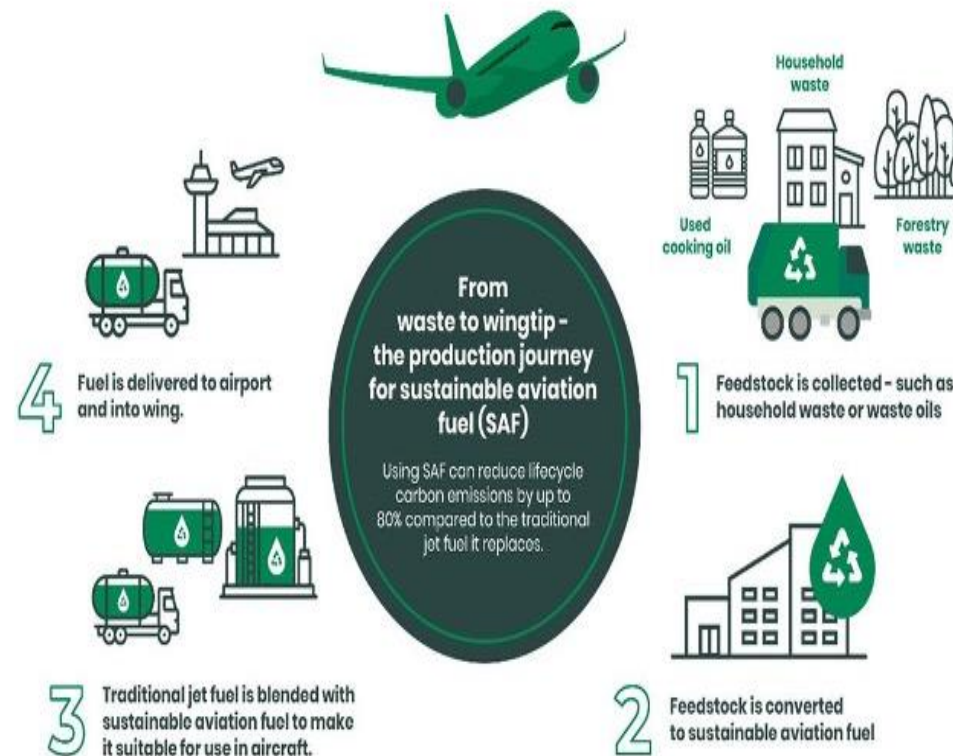 Household
waste
Used
cooking oil
Forestry
waste
From
waste to wingtip -
the production journey
for sustainable aviation
fuel (SAF)
Using SAF can reduce lifecycle
carbon emissions by up to
80% compared to the traditional
jet fuel it replaces.
1
Feedstock is collected - such as
household waste or waste oils
2
Feedstock is converted
to sustainable aviation fuel
3
Traditional jet fuel is blended with
sustainable aviation fuel to make
it suitable for use in aircraft.
4
Fuel is delivered to airport
and into wing.